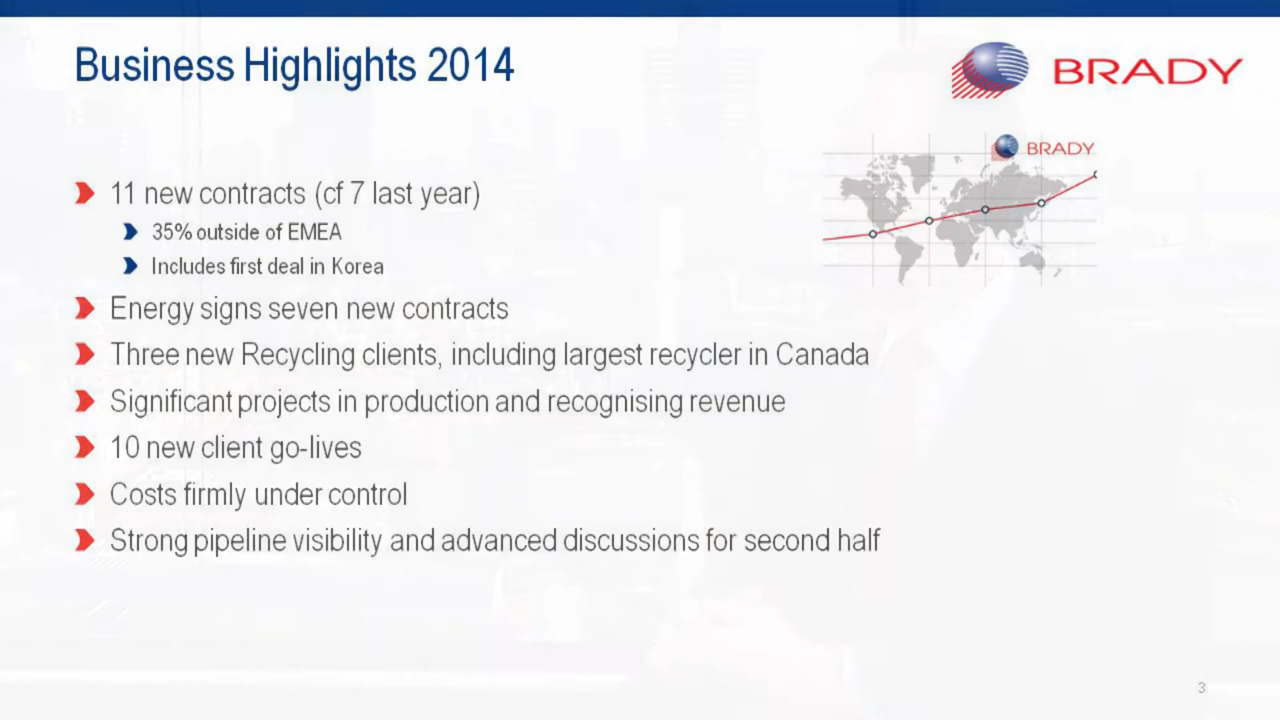 Business Highlights 2014
BRADY
BRADY
11 new contracts (cf 7 last year)
35% outside of EMEA
Includes first deal in Korea
Energy signs seven new contracts
Three new Recycling clients, including largest recycler in Canada
Significant projects in production and recognising revenue
10 new client go-lives
Costs firmly under control
Strong pipeline visibility and advanced discussions for second half
3